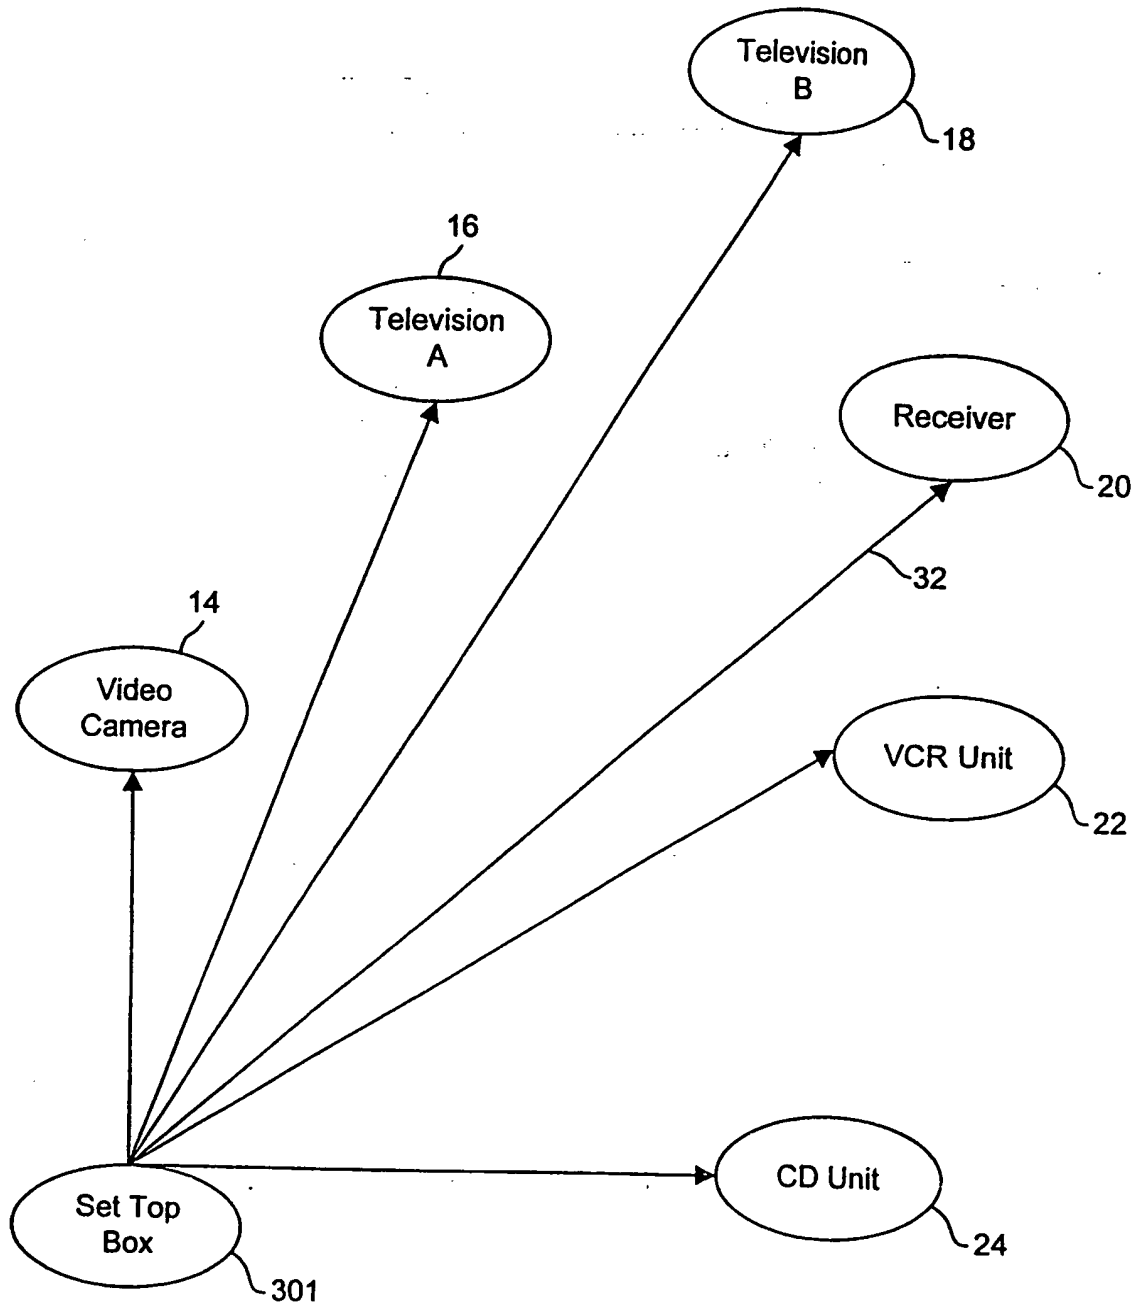 Television
B
18
16
Television
A
Receiver
20
32
14
Video
Camera
VCR Unit
22
CD Unit
24
Set Top
Box
301